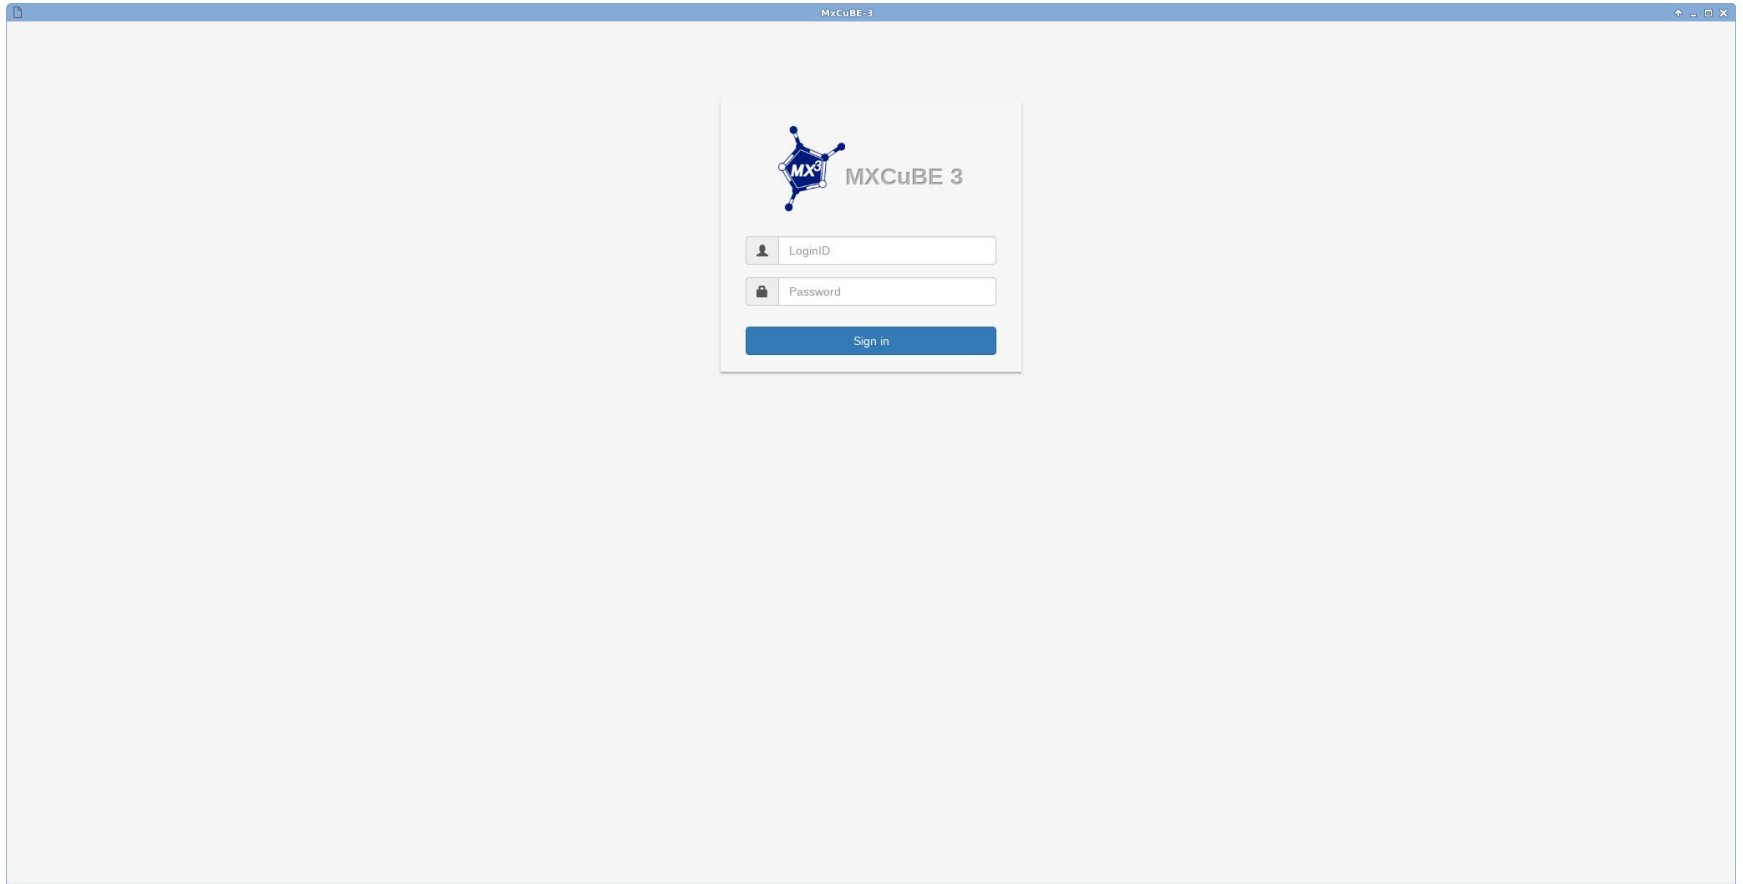 MxCuBE-3
MX3
MXCuBE 3
LoginID
Password
Sign in